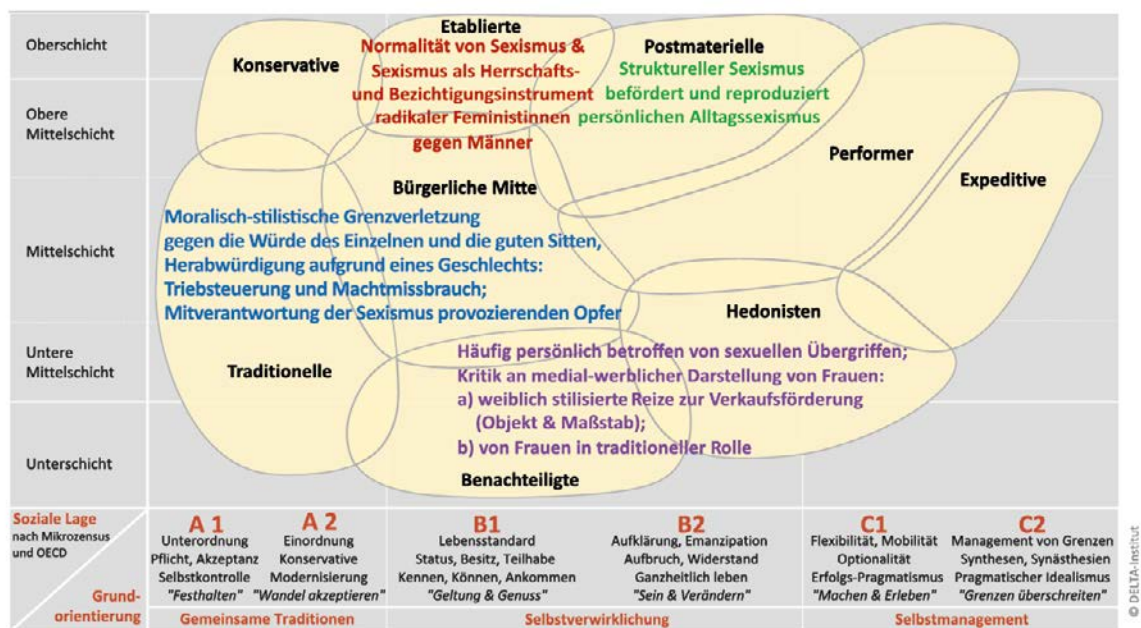 Oberschicht
Obere
Mittelschicht
Mittelschicht
Untere
Mittelschicht
Unterschicht
Konservative
Etablierte
Normalität von Sexismus &
Sexismus als Herrschafts-
und Bezichtigungsinstrument
radikaler Feministinnen
gegen Männer
Postmaterielle
Struktureller Sexismus
befördert und reproduziert
persönlichen Alltagssexismus
Performer
Expeditive
Bürgerliche Mitte
Moralisch-stilistische Grenzverletzung
gegen die Würde des Einzelnen und die guten Sitten,
Herabwürdigung aufgrund eines Geschlechts:
Triebsteuerung und Machtmissbrauch;
Mitverantwortung der Sexismus provozierenden Opfer
Hedonisten
Traditionelle
Häufig persönlich betroffen von sexuellen Übergriffen;
Kritik an medial-werblicher Darstellung von Frauen:
a) weiblich stilisierte Reize zur Verkaufsförderung
(Objekt & Maßstab);
b) von Frauen in traditioneller Rolle
Benachteiligte
Soziale Lage
nach Mikrozensus
und OECD
Grund-
orientierung
A 1
Unterordnung
Pflicht, Akzeptanz
Selbstkontrolle
"Festhalten"
A 2
Einordnung
Konservative
Modernisierung
"Wandel akzeptieren"
B1
Lebensstandard
Status, Besitz, Teilhabe
Kennen, Können, Ankommen
"Geltung & Genuss"
B2
Aufklärung, Emanzipation
Aufbruch, Widerstand
Ganzheitlich leben
"Sein & Verändern"
C1
Flexibilität, Mobilität
Optionalität
Erfolgs-Pragmatismus
"Machen & Erleben"
C2
Management von Grenzen
Synthesen, Synästhesien
Pragmatischer Idealismus
"Grenzen überschreiten"
Gemeinsame Traditionen
Selbstverwirklichung
Selbstmanagement
© DELTA-Institut